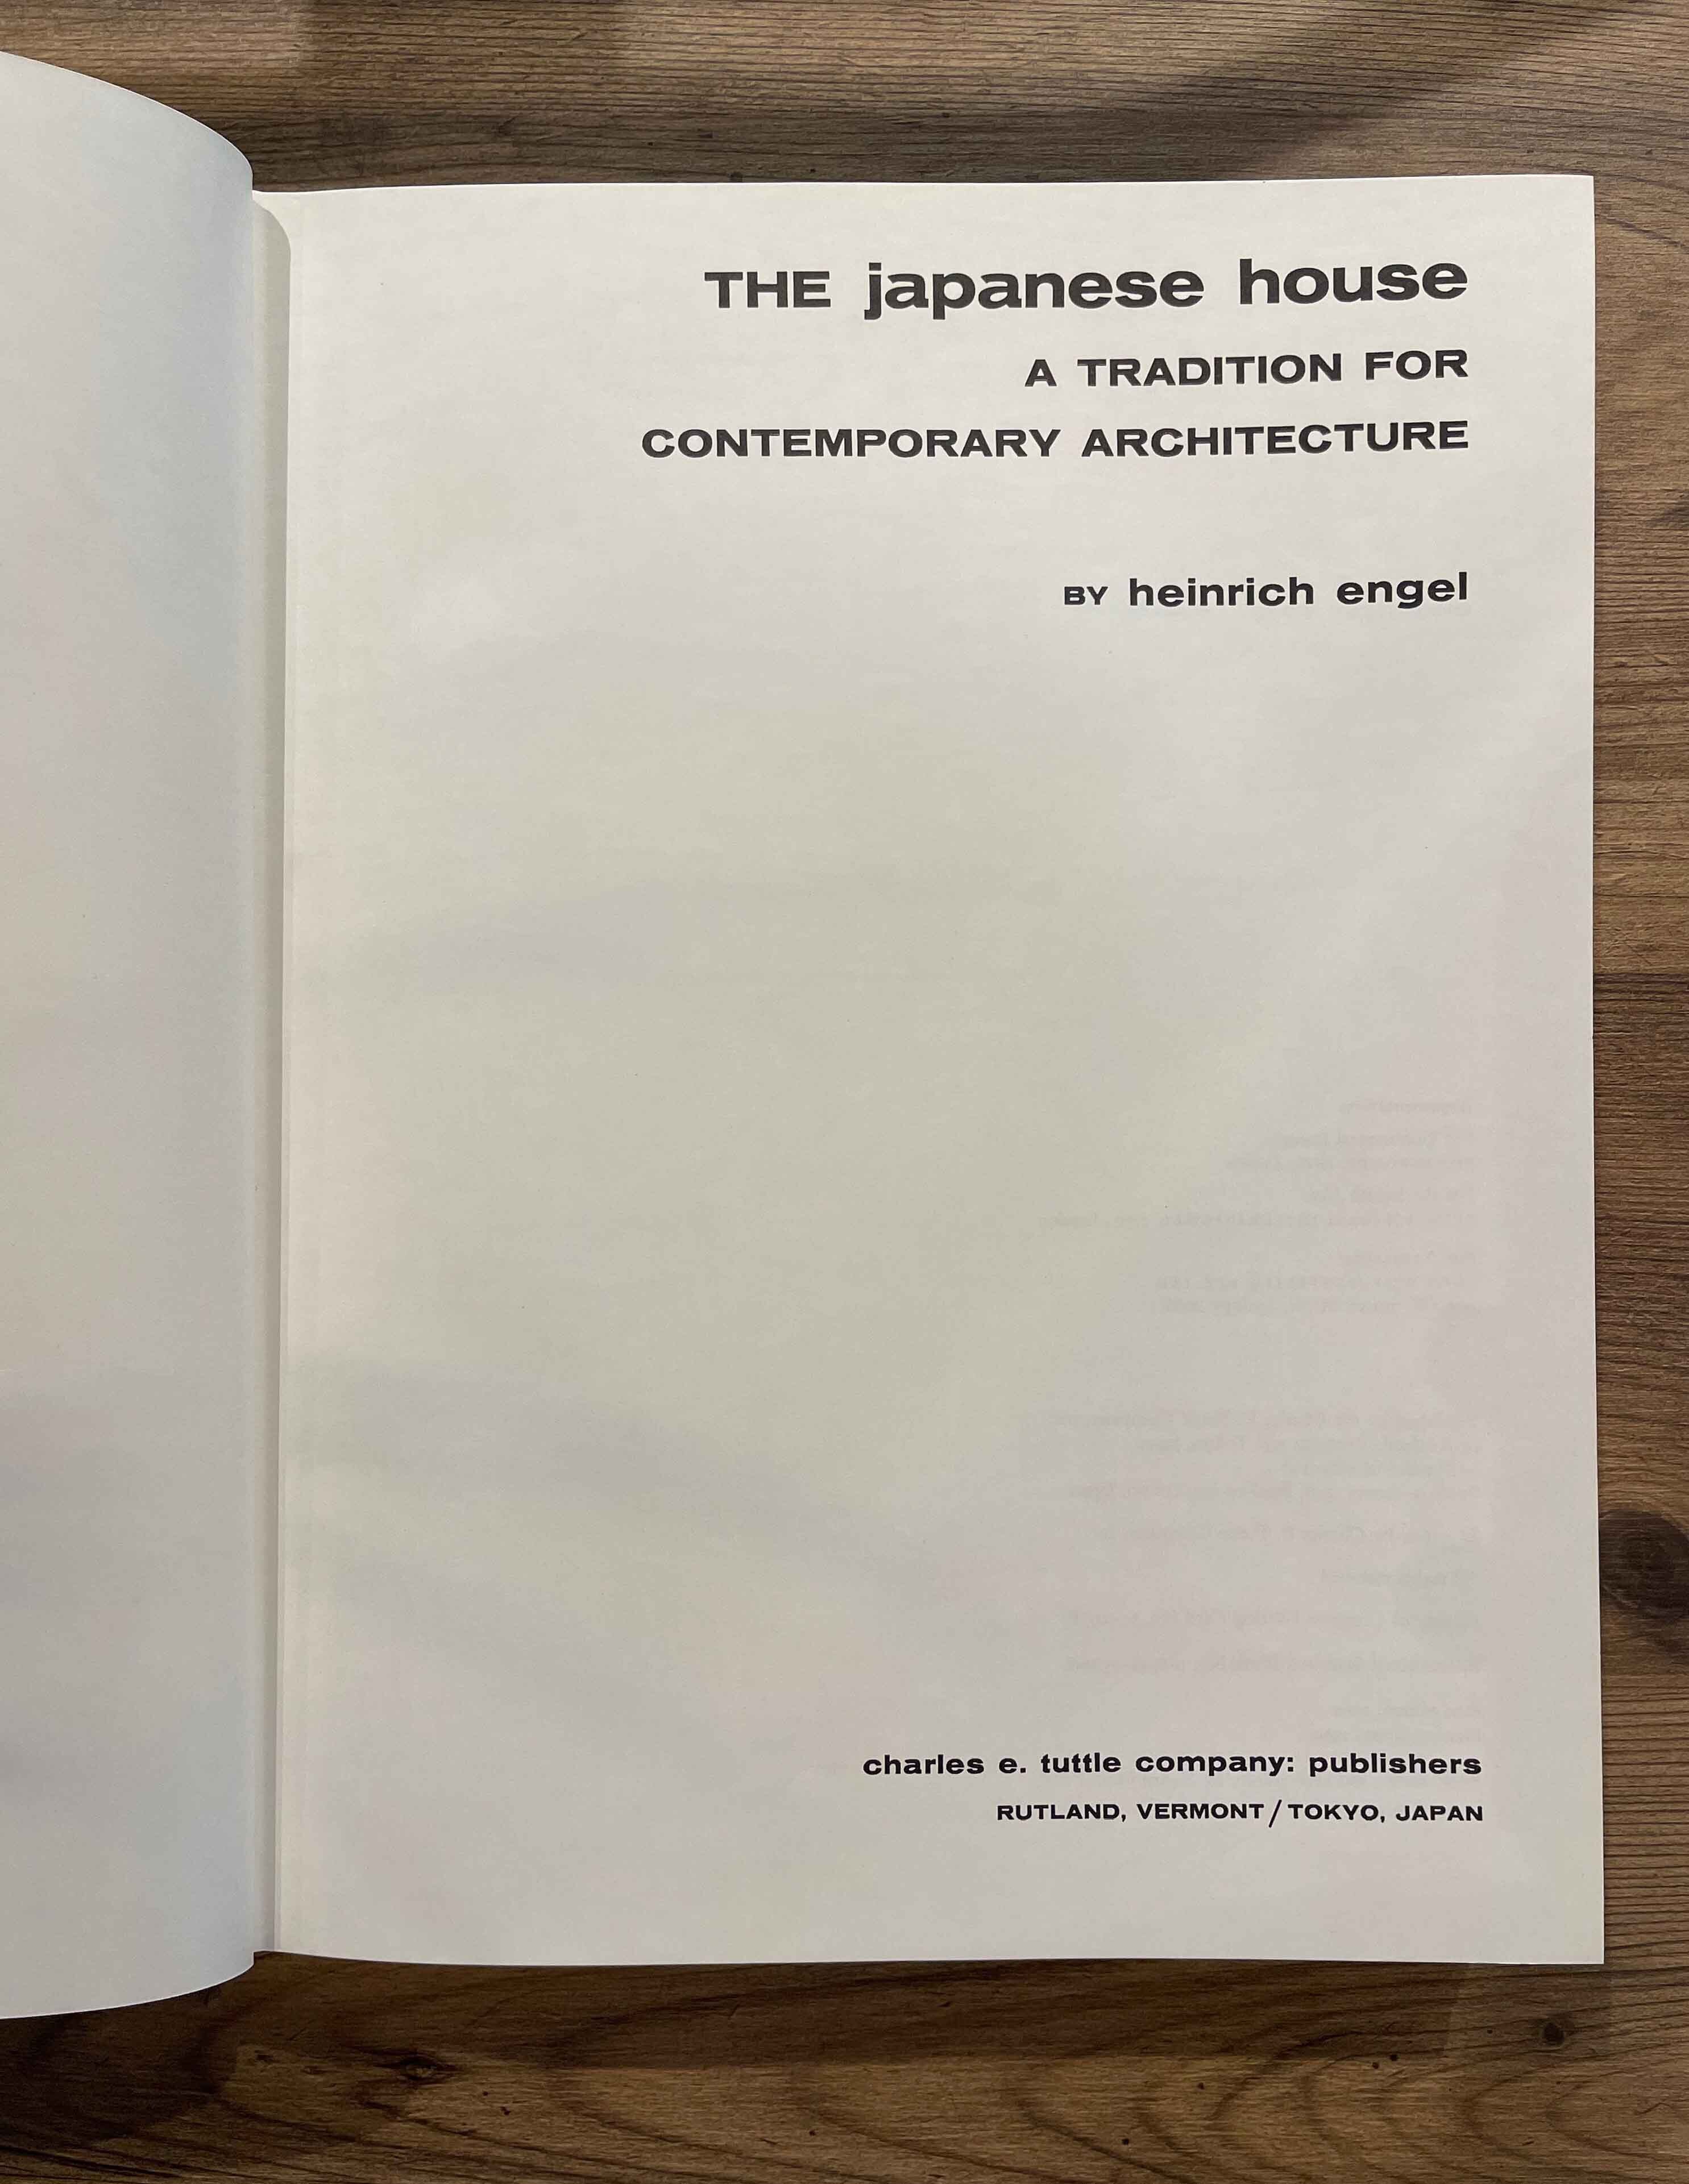 THE japanese house
A TRADITION FOR
CONTEMPORARY ARCHITECTURE
BY heinrich engel
charles e. tuttle company: publishers
RUTLAND, VERMONT / TOKYO, JAPAN